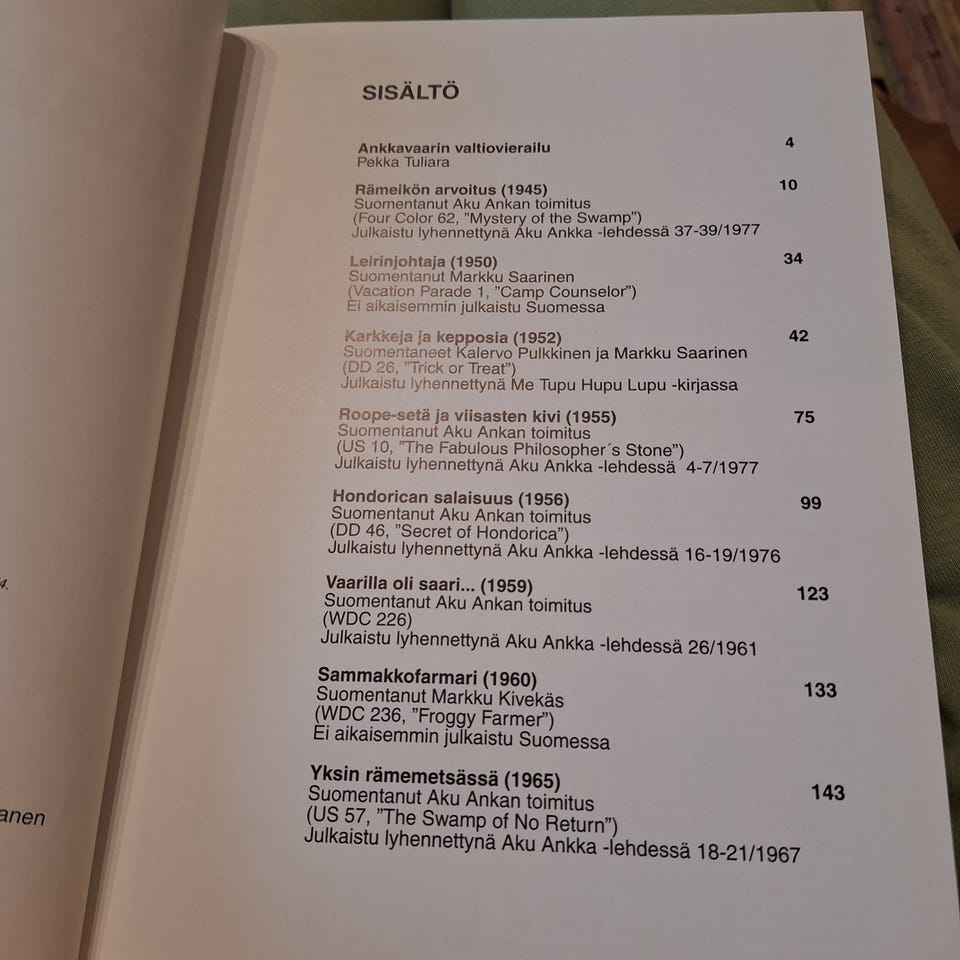 SISÄLTÖ
Ankkavaarin valtiovierailu 4
Pekka Tuliara
Rämeikön arvoitus (1945) 10
Suomentanut Aku Ankan toimitus
(Four Color 62, ”Mystery of the Swamp”)
Julkaistu lyhennettynä Aku Ankka -lehdessä 37-39/1977
Leirinjohtaja (1950) 34
Suomentanut Markku Saarinen
(Vacation Parade 1, ”Camp Counselor”)
Ei aikaisemmin julkaistu Suomessa
Karkkeja ja kepposia (1952) 42
Suomentaneet Kalervo Pulkkinen ja Markku Saarinen
(DD 26, ”Trick or Treat”)
Julkaistu lyhennettynä Me Tupu Hupu Lupu -kirjassa
Roope-setä ja viisasten kivi (1955) 75
Suomentanut Aku Ankan toimitus
(US 10, ”The Fabulous Philosopher´s Stone”)
Julkaistu lyhennettynä Aku Ankka -lehdessä 4-7/1977
Hondorican salaisuus (1956) 99
Suomentanut Aku Ankan toimitus
(DD 46, ”Secret of Hondorica”)
Julkaistu lyhennettynä Aku Ankka -lehdessä 16-19/1976
Vaarilla oli saari... (1959) 123
Suomentanut Aku Ankan toimitus
(WDC 226)
Julkaistu lyhennettynä Aku Ankka -lehdessä 26/1961
Sammakkofarmari (1960) 133
Suomentanut Markku Kivekäs
(WDC 236, ”Froggy Farmer”)
Ei aikaisemmin julkaistu Suomessa
Yksin rämemetsässä (1965) 143
Suomentanut Aku Ankan toimitus
(US 57, ”The Swamp of No Return”)
Julkaistu lyhennettynä Aku Ankka -lehdessä 18-21/1967